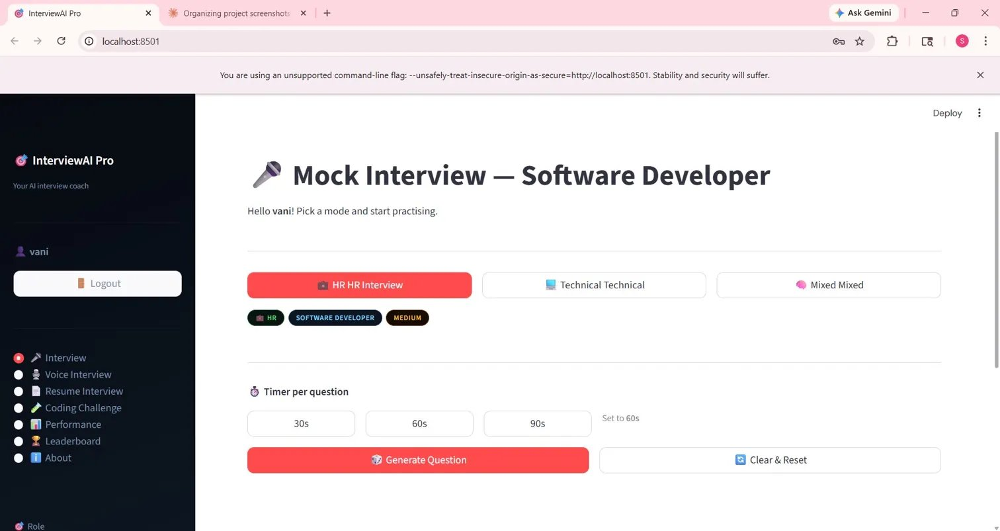 InterviewAI Pro
Organizing project screenshots
Ask Gemini
localhost:8501
S
You are using an unsupported command-line flag: --unsafely-treat-insecure-origin-as-secure=http://localhost:8501. Stability and security will suffer.
InterviewAI Pro
Your AI interview coach
vani
Logout
Interview
Voice Interview
Resume Interview
Coding Challenge
Performance
Leaderboard
About
Role
Deploy
Mock Interview — Software Developer
Hello vani! Pick a mode and start practising.
HR HR Interview
Technical Technical
Mixed Mixed
HR
SOFTWARE DEVELOPER
MEDIUM
Timer per question
30s
60s
90s
Set to 60s
Generate Question
Clear & Reset